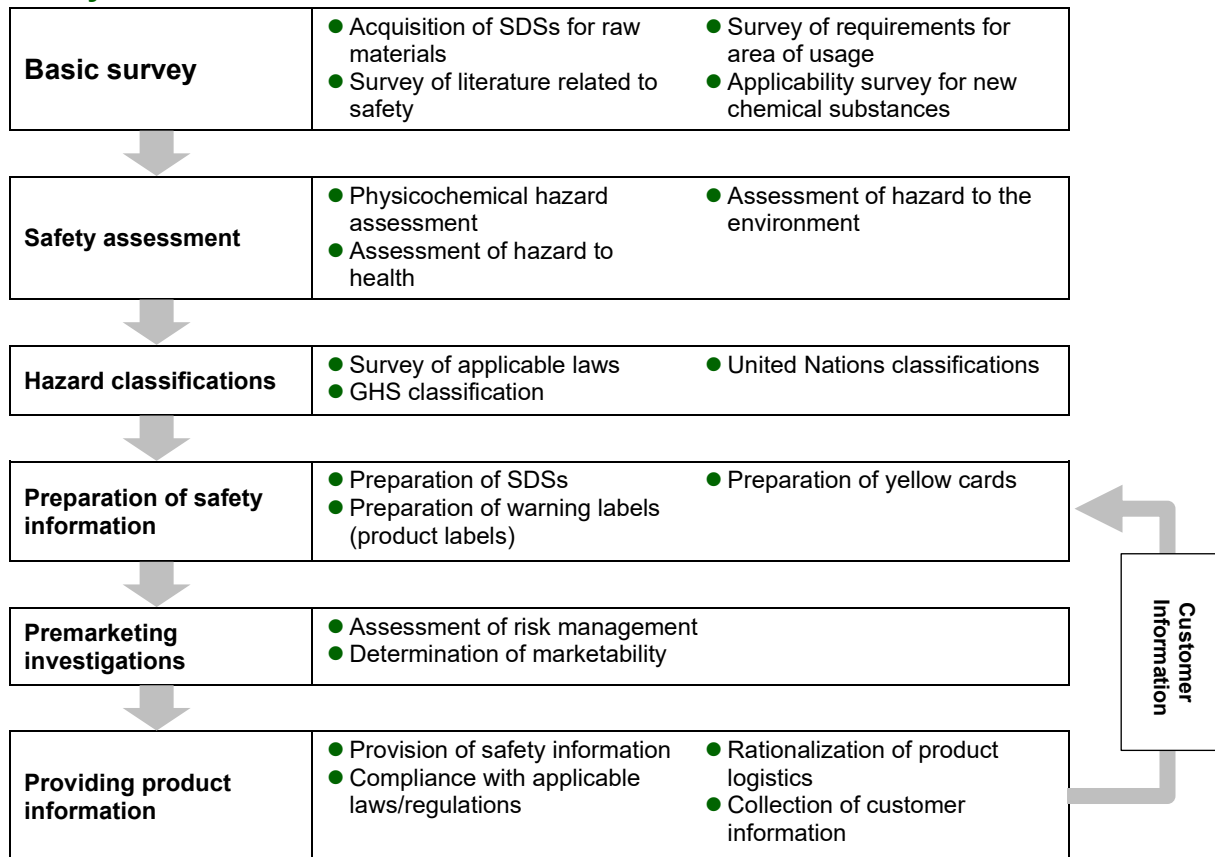 Basic survey
● Acquisition of SDSs for raw
materials
● Survey of literature related to
safety
● Survey of requirements for
area of usage
● Applicability survey for new
chemical substances
Safety assessment
● Physicochemical hazard
assessment
● Assessment of hazard to
health
● Assessment of hazard to the
environment
Hazard classifications
● Survey of applicable laws
● GHS classification
● United Nations classifications
Preparation of safety
information
● Preparation of SDSs
● Preparation of warning labels
(product labels)
● Preparation of yellow cards
Premarketing
investigations
● Assessment of risk management
● Determination of marketability
Customer
Information
Providing product
information
● Provision of safety information
● Compliance with applicable
laws/regulations
● Rationalization of product
logistics
● Collection of customer
information